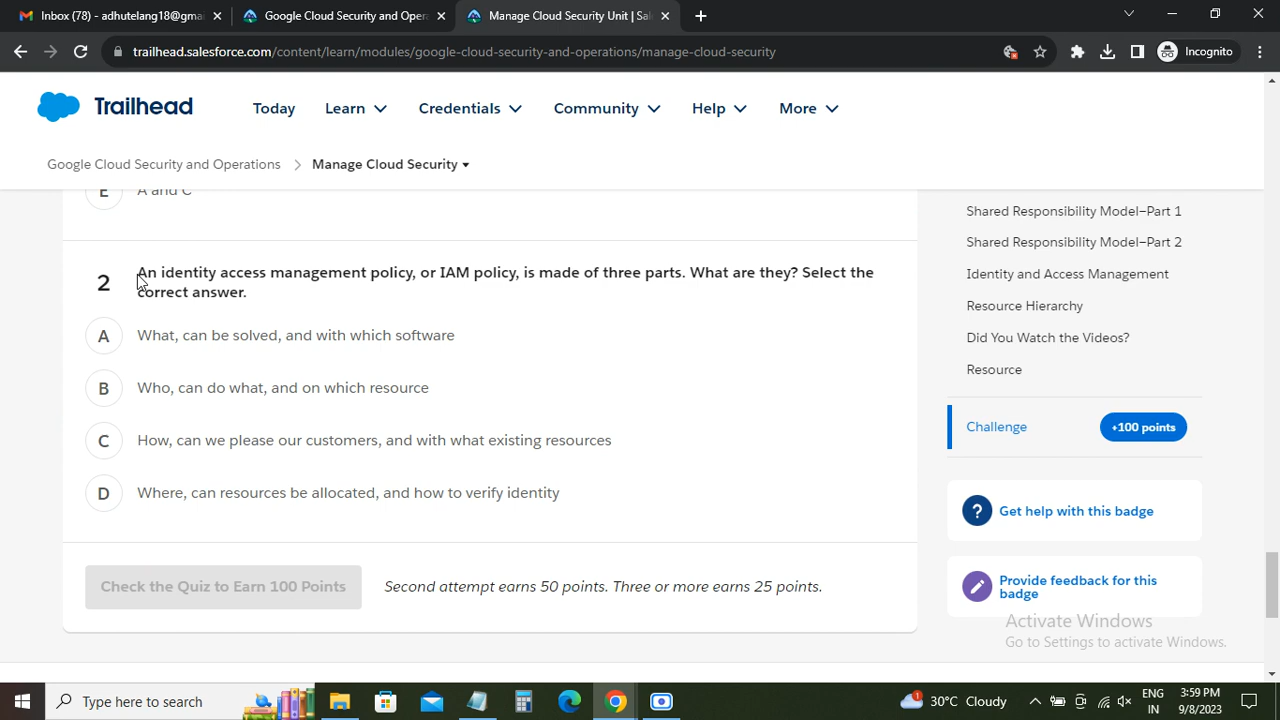 Inbox (78) - adhutelang18@gma
Google Cloud Security and Opera
Manage Cloud Security Unit | Sal
trailhead.salesforce.com/content/learn/modules/google-cloud-security-and-operations/manage-cloud-security
Incognito
Trailhead
Today
Learn
Credentials
Community
Help
More
Google Cloud Security and Operations
Manage Cloud Security
E A and C
2 An identity access management policy, or IAM policy, is made of three parts. What are they? Select the
correct answer.
A What, can be solved, and with which software
B Who, can do what, and on which resource
C How, can we please our customers, and with what existing resources
D Where, can resources be allocated, and how to verify identity
Check the Quiz to Earn 100 Points
Second attempt earns 50 points. Three or more earns 25 points.
Shared Responsibility Model–Part 1
Shared Responsibility Model–Part 2
Identity and Access Management
Resource Hierarchy
Did You Watch the Videos?
Resource
Challenge
+100 points
? Get help with this badge
Provide feedback for this
badge
Activate Windows
Go to Settings to activate Windows.
Type here to search
1
30°C Cloudy
ENG
IN
3:59 PM
9/8/2023